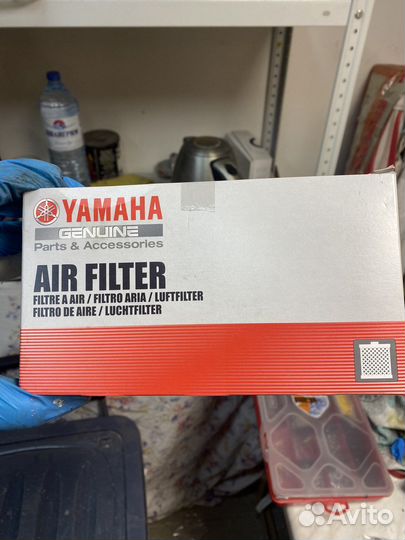 YAMAHA
GENUINE
Parts & Accessories
AIR FILTER
FILTRE A AIR / FILTRO ARIA / LUFTFILTER
FILTRO DE AIRE / LUCHTFILTER
Avito